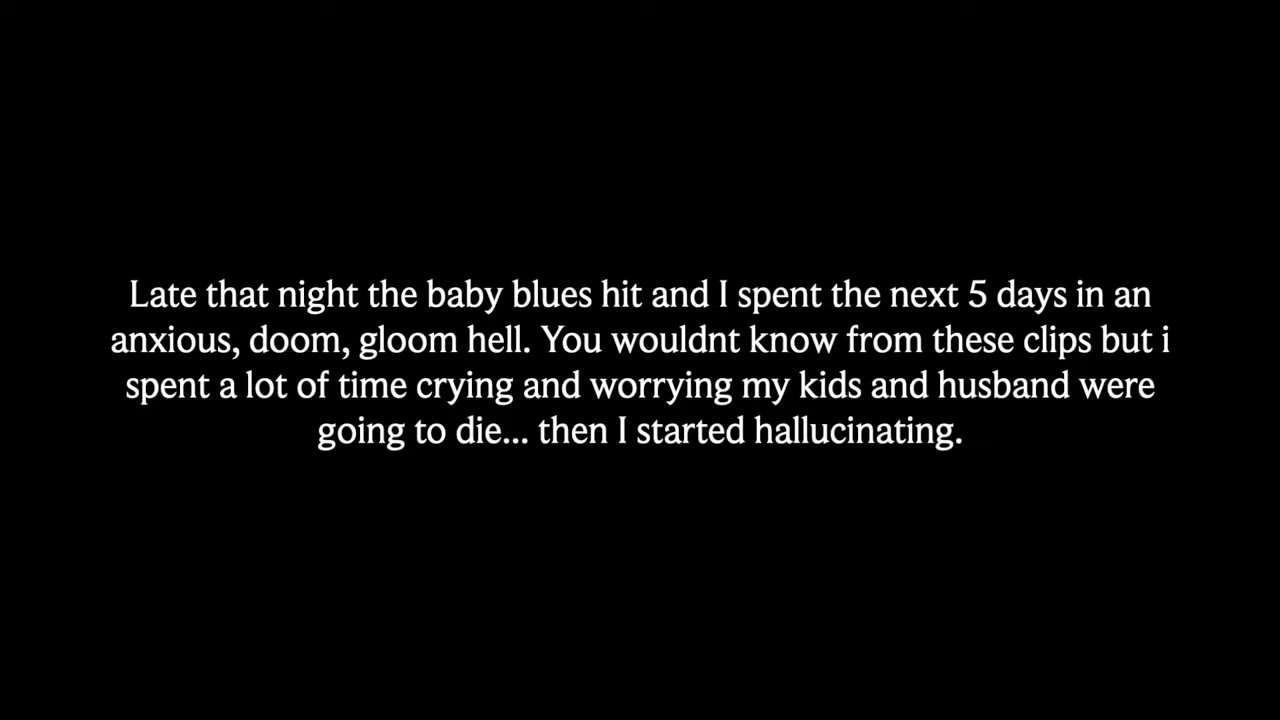 Late that night the baby blues hit and I spent the next 5 days in an
anxious, doom, gloom hell. You wouldnt know from these clips but i
spent a lot of time crying and worrying my kids and husband were
going to die... then I started hallucinating.